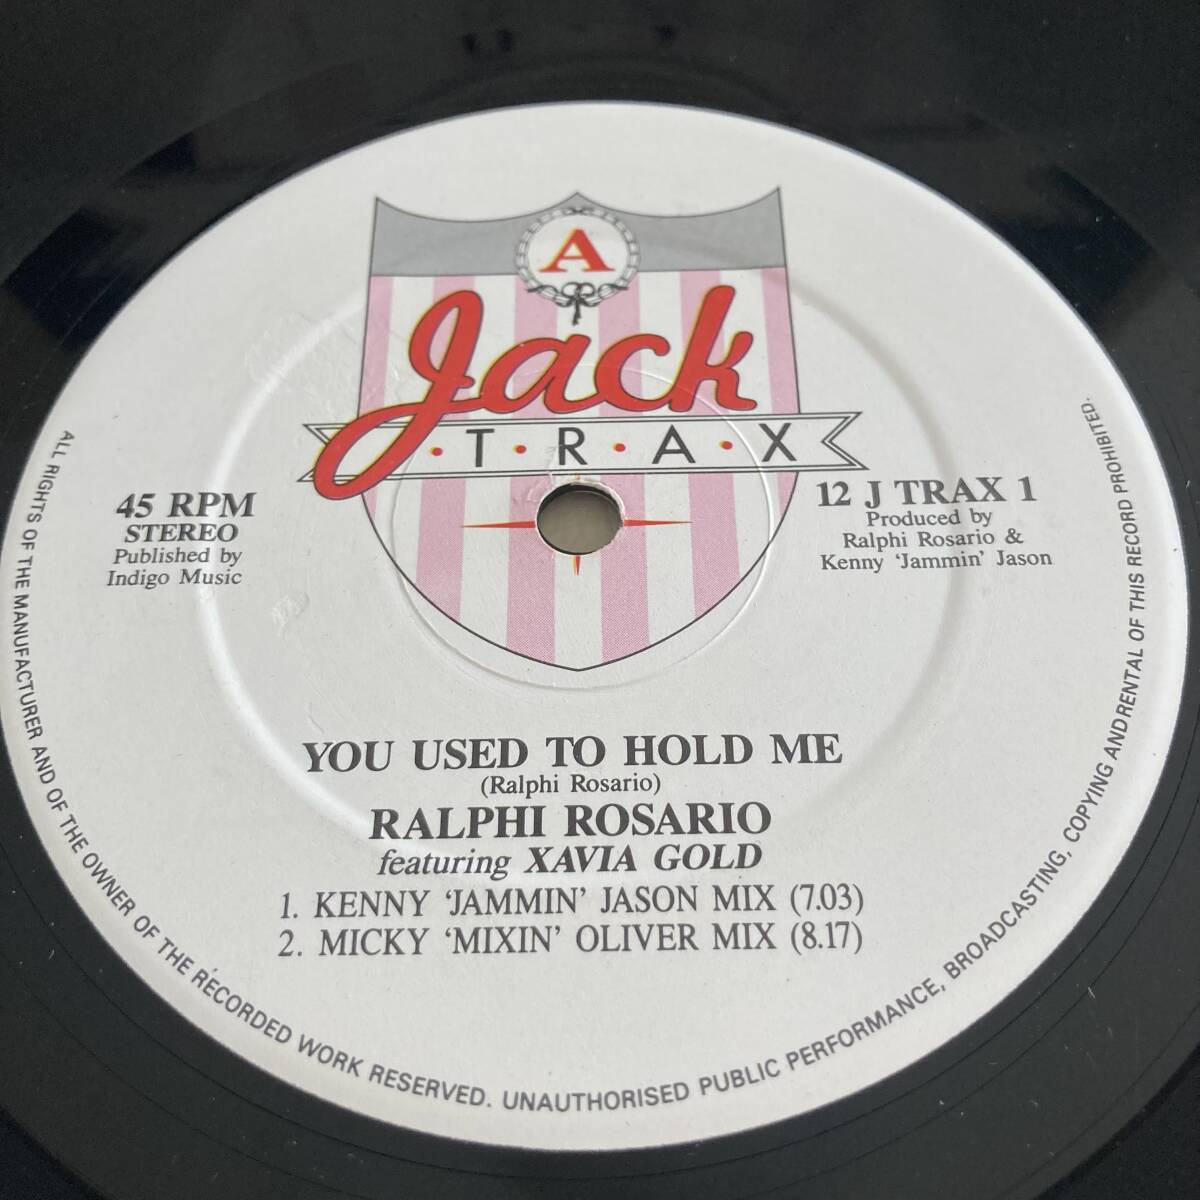 A
Jack
T·R·A·X
45 RPM
STEREO
Published by
Indigo Music
12 J TRAX 1
Produced by
Ralphi Rosario &
Kenny 'Jammin' Jason
YOU USED TO HOLD ME
(Ralphi Rosario)
RALPHI ROSARIO
featuring XAVIA GOLD
1. KENNY 'JAMMIN' JASON MIX (7.03)
2. MICKY 'MIXIN' OLIVER MIX (8.17)
ALL RIGHTS OF THE MANUFACTURER AND OF THE OWNER OF THE RECORDED WORK RESERVED. UNAUTHORISED PUBLIC PERFORMANCE, BROADCASTING, COPYING ANDRENTAL OF THIS RECORD PROHIBITED.